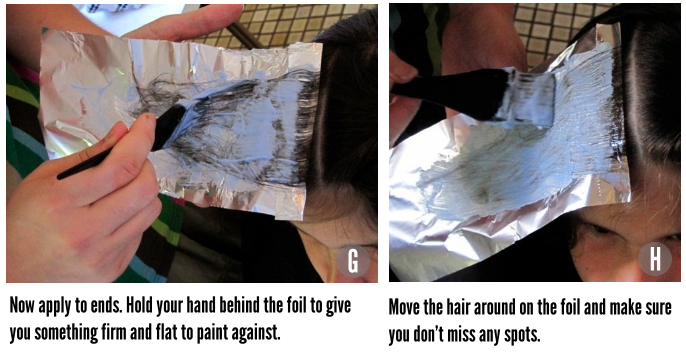 G
H
Now apply to ends. Hold your hand behind the foil to give
you something firm and flat to paint against.
Move the hair around on the foil and make sure
you don't miss any spots.